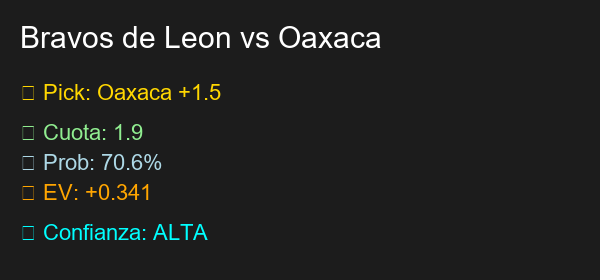 Bravos de Leon vs Oaxaca
Pick: Oaxaca +1.5
Cuota: 1.9
Prob: 70.6%
EV: +0.341
Confianza: ALTA